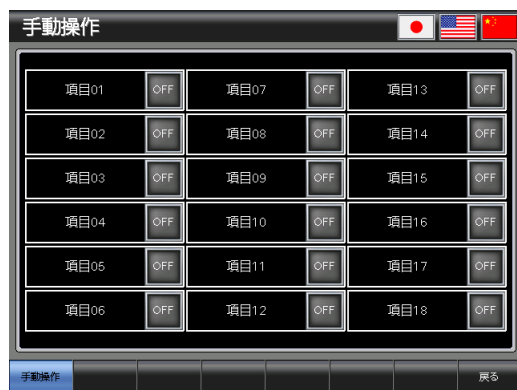 手動操作
項目01 OFF 項目07 OFF 項目13 OFF
項目02 OFF 項目08 OFF 項目14 OFF
項目03 OFF 項目09 OFF 項目15 OFF
項目04 OFF 項目10 OFF 項目16 OFF
項目05 OFF 項目11 OFF 項目17 OFF
項目06 OFF 項目12 OFF 項目18 OFF
手動操作 戻る